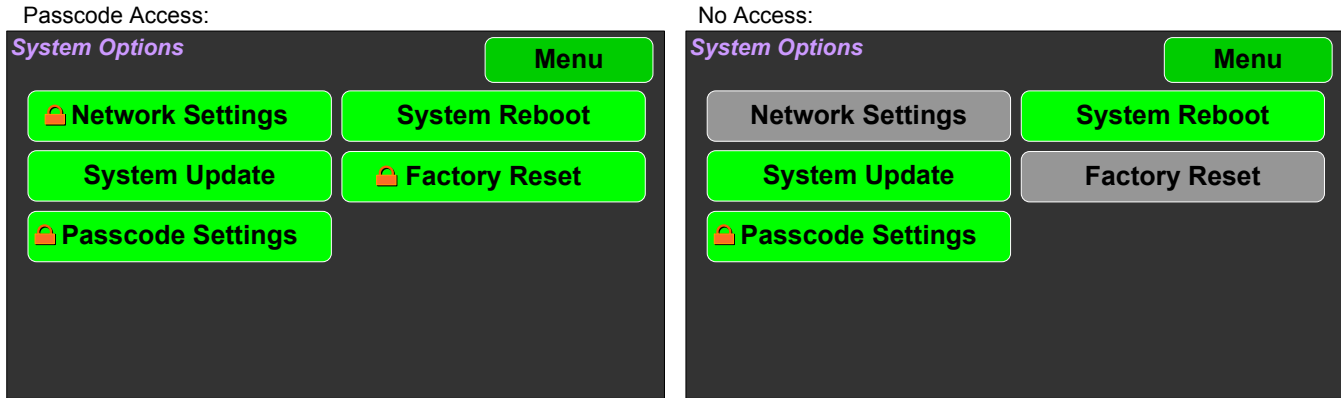 Passcode Access:
System Options
Menu
Network Settings
System Reboot
System Update
Factory Reset
Passcode Settings
No Access:
System Options
Menu
Network Settings
System Reboot
System Update
Factory Reset
Passcode Settings